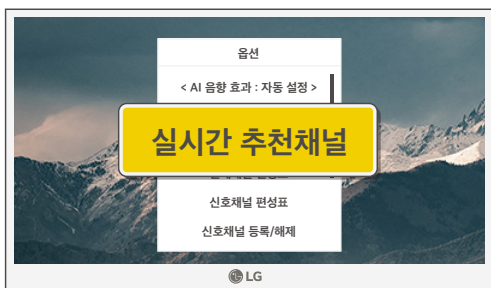 옵션
< AI 음향 효과 : 자동 설정 >
실시간 추천채널
신호채널 편성표
신호채널 등록/해제
LG